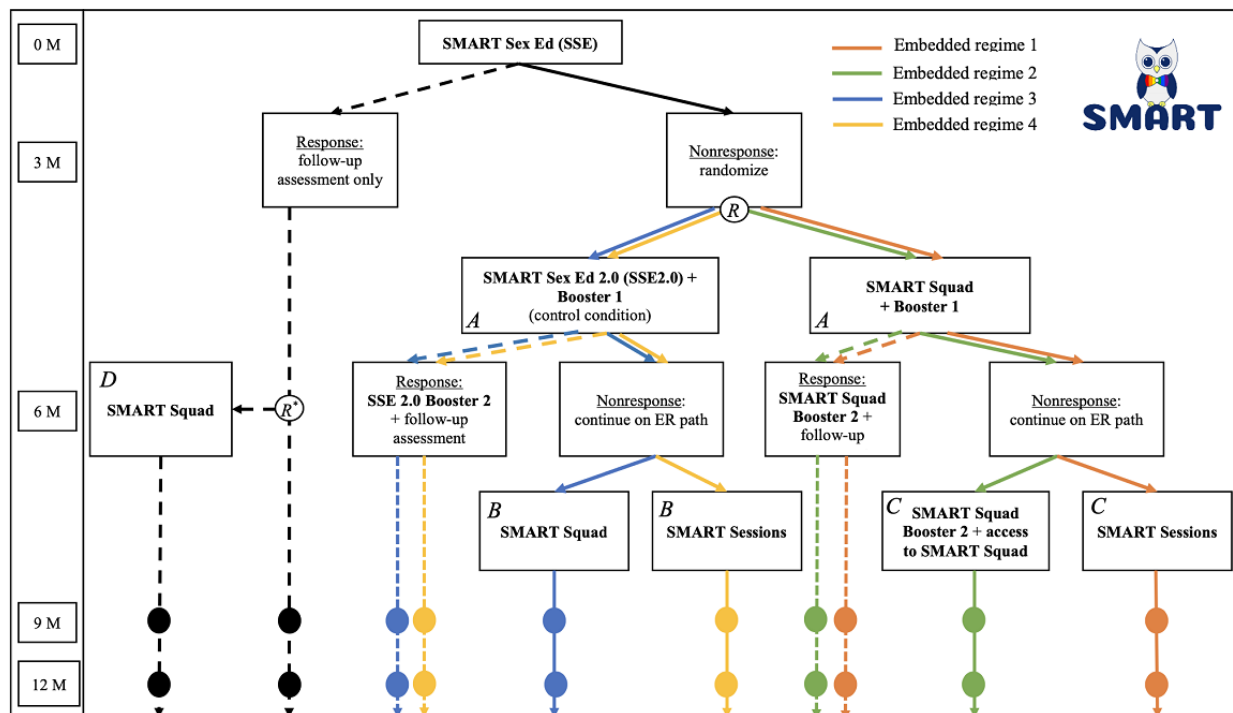 0 M
SMART Sex Ed (SSE)
Embedded regime 1
Embedded regime 2
Embedded regime 3
Embedded regime 4
SMART
3 M
Response:
follow-up
assessment only
Nonresponse:
randomize
R
SMART Sex Ed 2.0 (SSE2.0) +
Booster 1
(control condition)
A
SMART Squad
+ Booster 1
A
6 M
D
SMART Squad
R*
Response:
SSE 2.0 Booster 2
+ follow-up
assessment
Nonresponse:
continue on ER path
Response:
SMART Squad
Booster 2 +
follow-up
Nonresponse:
continue on ER path
B
SMART Squad
B
SMART Sessions
C
SMART Squad
Booster 2 + access
to SMART Squad
C
SMART Sessions
9 M
12 M